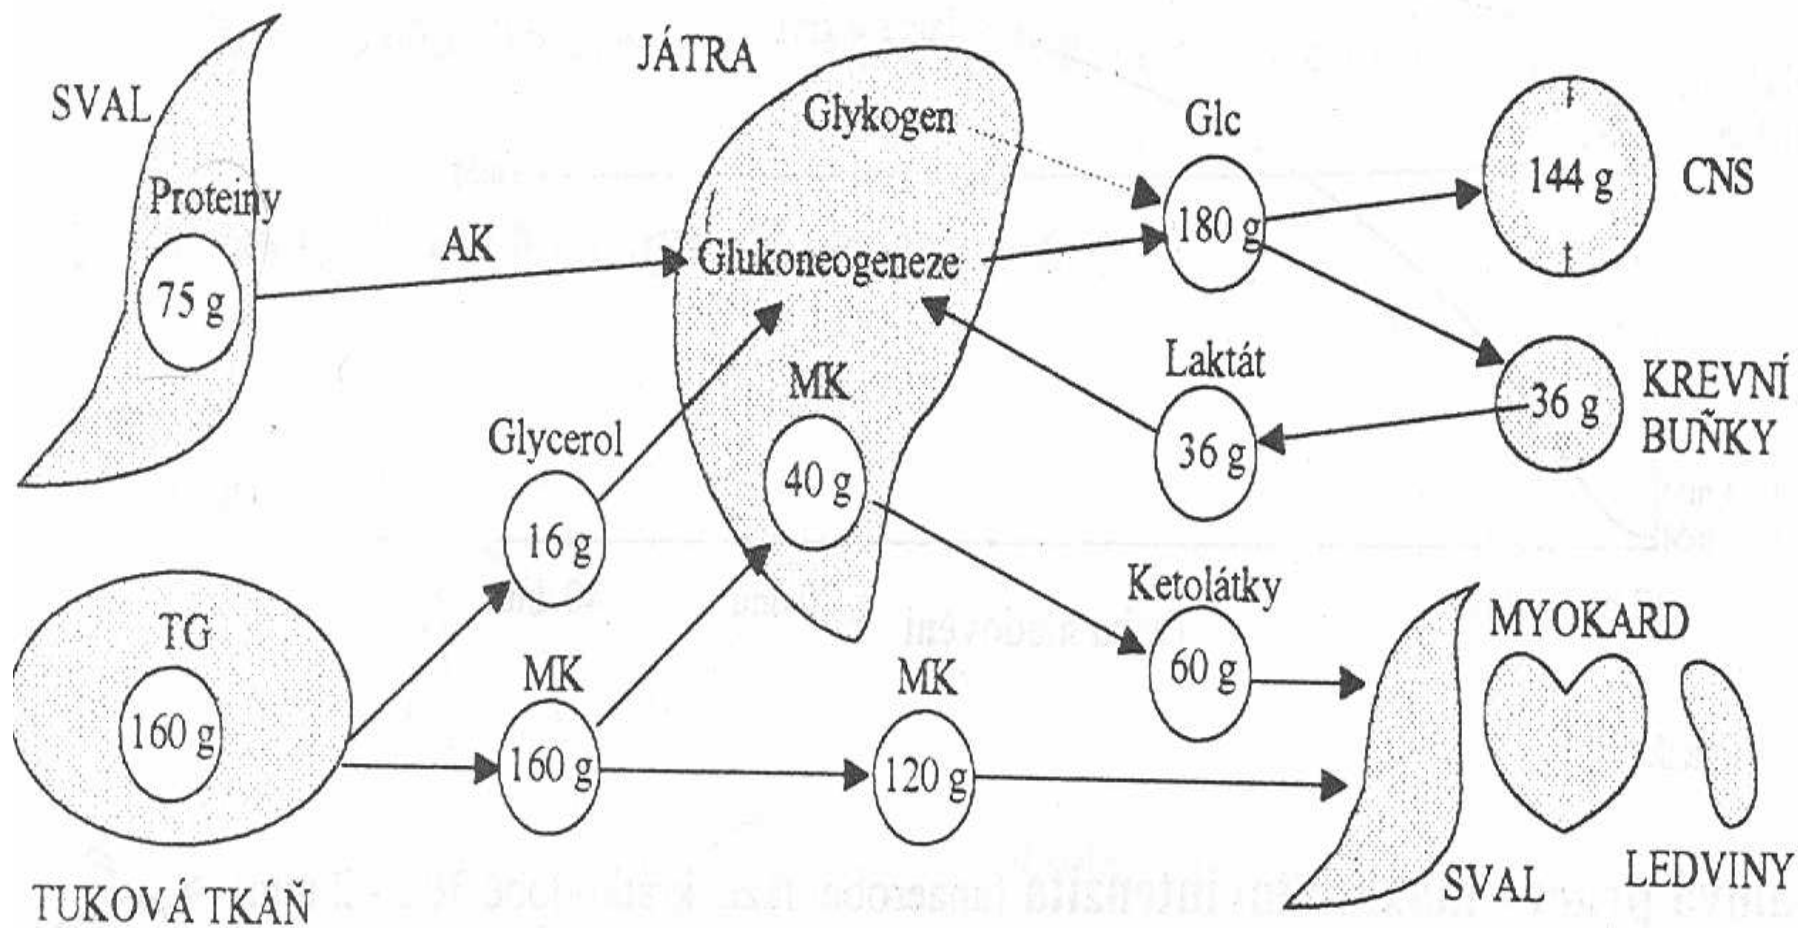 JÁTRA
SVAL
Glykogen
Glc
144 g
CNS
Proteiny
180 g
AK
Glukoneogeneze
75 g
Laktát
MK
36 g
KREVNÍ
BUŇKY
Glycerol
36 g
40 g
16 g
Ketolátky
TG
MYOKARD
MK
MK
60 g
160 g
160 g
120 g
SVAL
LEDVINY
TUKOVÁ TKÁŇ